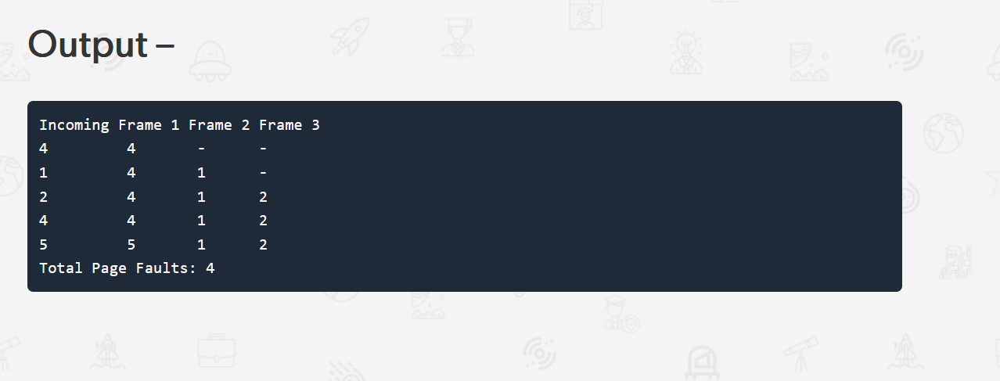 Output –
Incoming Frame 1 Frame 2 Frame 3
4 4 - -
1 4 1 -
2 4 1 2
4 4 1 2
5 5 1 2
Total Page Faults: 4